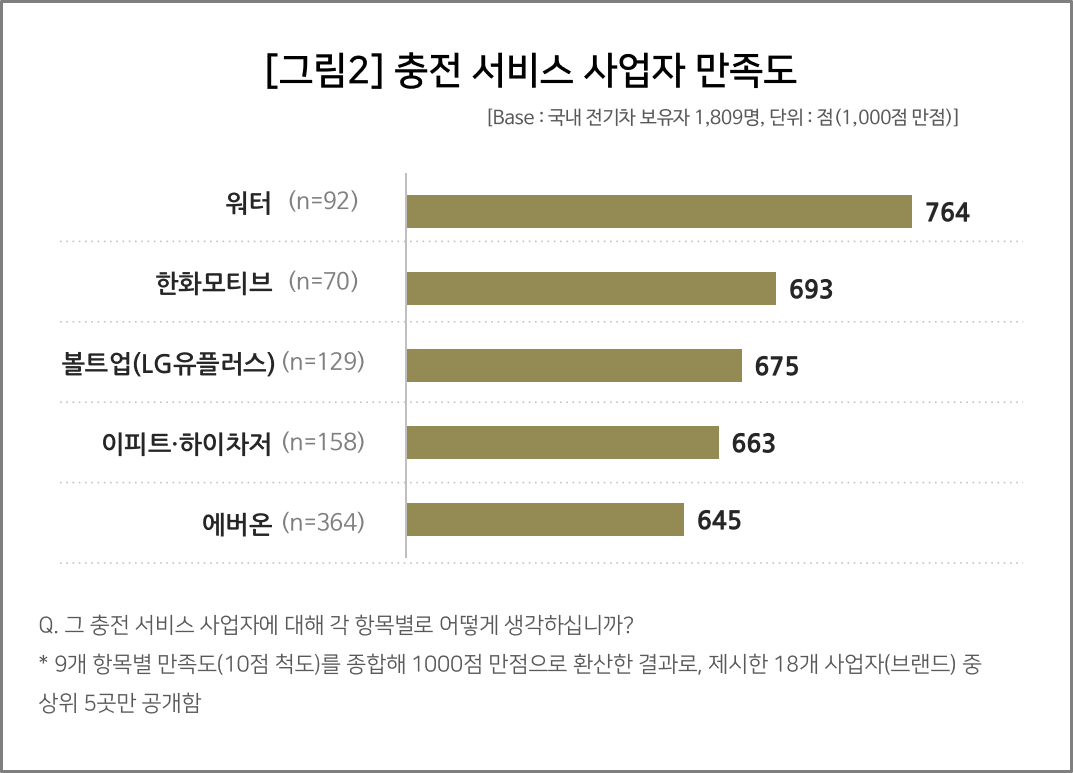 [그림2] 충전 서비스 사업자 만족도
[Base : 국내 전기차 보유자 1,809명, 단위 : 점(1,000점 만점)]
워터 (n=92) 764
한화모티브 (n=70) 693
볼트업(LG유플러스) (n=129) 675
이피트·하이차저 (n=158) 663
에버온 (n=364) 645
Q. 그 충전 서비스 사업자에 대해 각 항목별로 어떻게 생각하십니까?
* 9개 항목별 만족도(10점 척도)를 종합해 1000점 만점으로 환산한 결과로, 제시한 18개 사업자(브랜드) 중
상위 5곳만 공개함